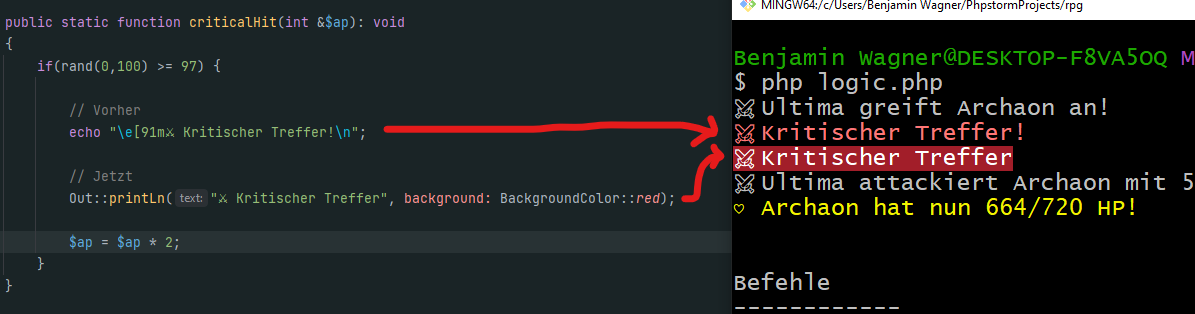 public static function criticalHit(int &$ap): void
{
if(rand(0,100) >= 97) {
// Vorher
echo "\e[91m⚔ Kritischer Treffer!\n";
// Jetzt
Out::printLn( text: "⚔ Kritischer Treffer", background: BackgroundColor::red);
$ap = $ap * 2;
}
}
MINGW64:/c/Users/Benjamin Wagner/PhpstormProjects/rpg
Benjamin Wagner@DESKTOP-F8VA5OQ M
$ php logic.php
⚔Ultima greift Archaon an!
⚔Kritischer Treffer!
⚔Kritischer Treffer
⚔Ultima attackiert Archaon mit 5
♡ Archaon hat nun 664/720 HP!
Befehle
------------